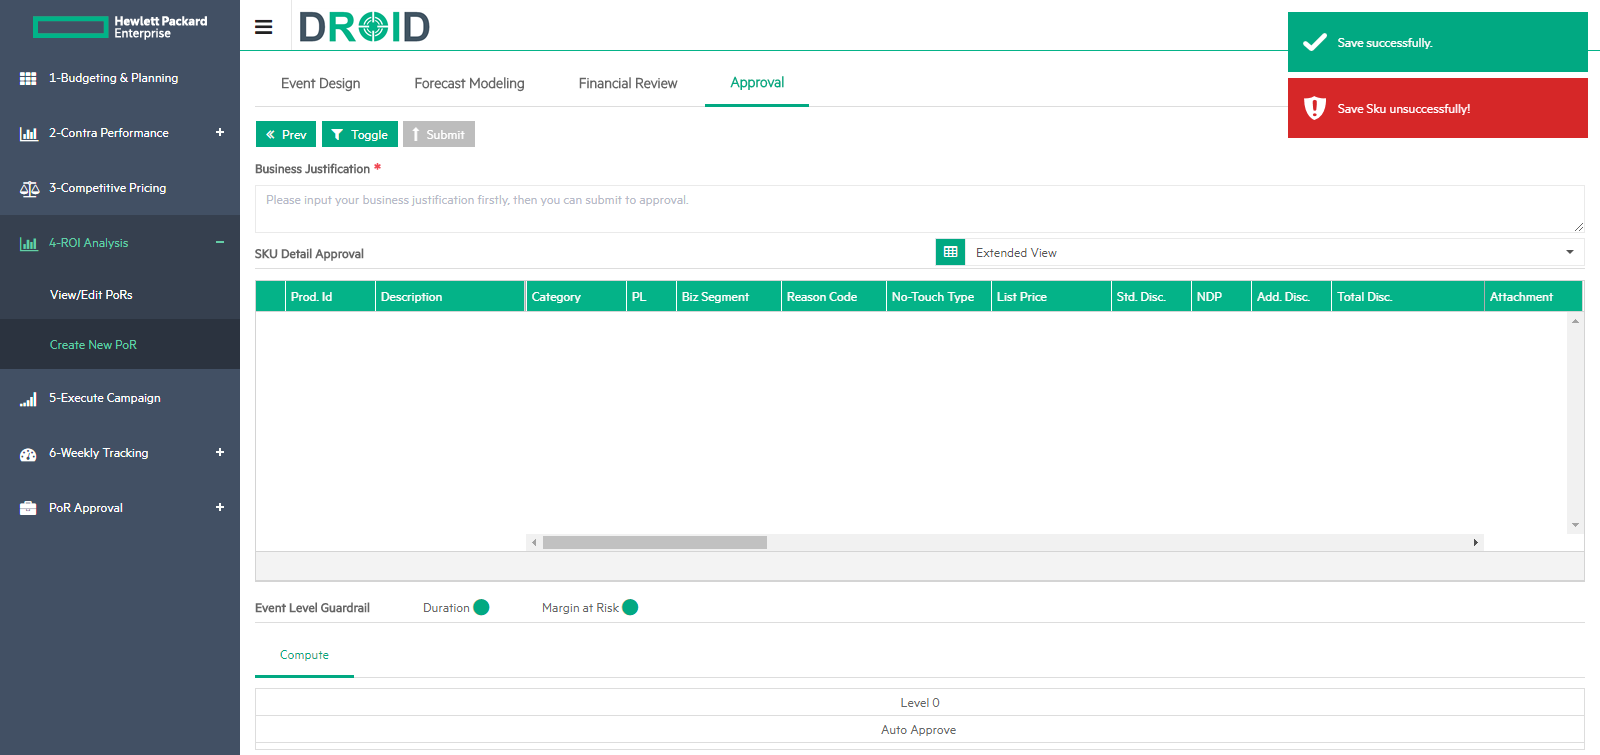 Hewlett Packard
Enterprise
1-Budgeting & Planning
2-Contra Performance
3-Competitive Pricing
4-ROI Analysis
View/Edit PoRs
Create New PoR
5-Execute Campaign
6-Weekly Tracking
PoR Approval
DROID
Save successfully.
Save Sku unsuccessfully!
Event Design Forecast Modeling Financial Review Approval
« Prev Toggle Submit
Business Justification *
Please input your business justification firstly, then you can submit to approval.
SKU Detail Approval Extended View
Prod. Id Description Category PL Biz Segment Reason Code No-Touch Type List Price Std. Disc. NDP Add. Disc. Total Disc. Attachment
Event Level Guardrail Duration Margin at Risk
Compute
Level 0
Auto Approve